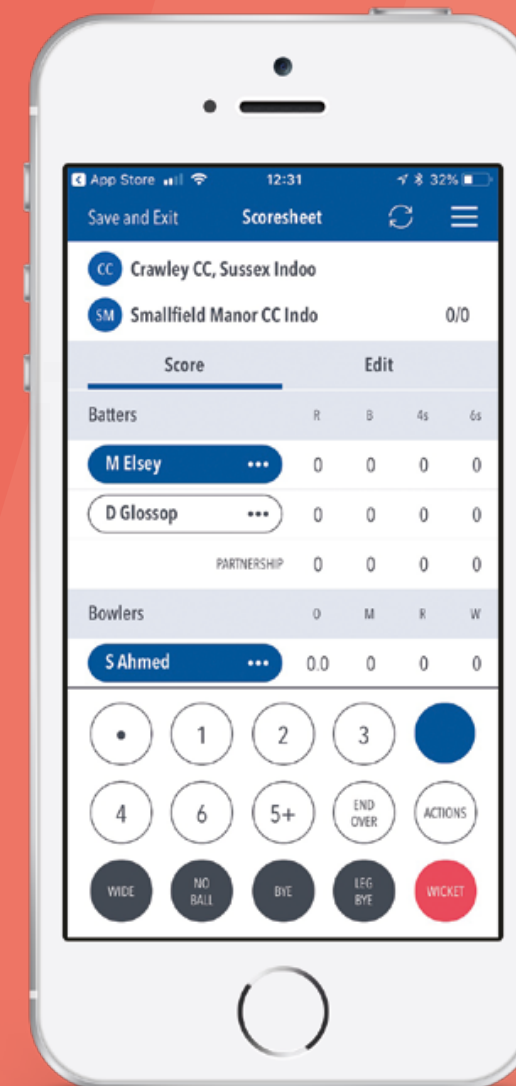 App Store 12:31 32%
Save and Exit Scoresheet
CC Crawley CC, Sussex Indoo
SM Smallfield Manor CC Indo 0/0
Score Edit
Batters R B 4s 6s
M Elsey ••• 0 0 0 0
D Glossop ••• 0 0 0 0
PARTNERSHIP 0 0 0 0
Bowlers O M R W
S Ahmed ••• 0.0 0 0 0
• 1 2 3
4 6 5+ END OVER ACTIONS
WIDE NO BALL BYE LEG BYE WICKET